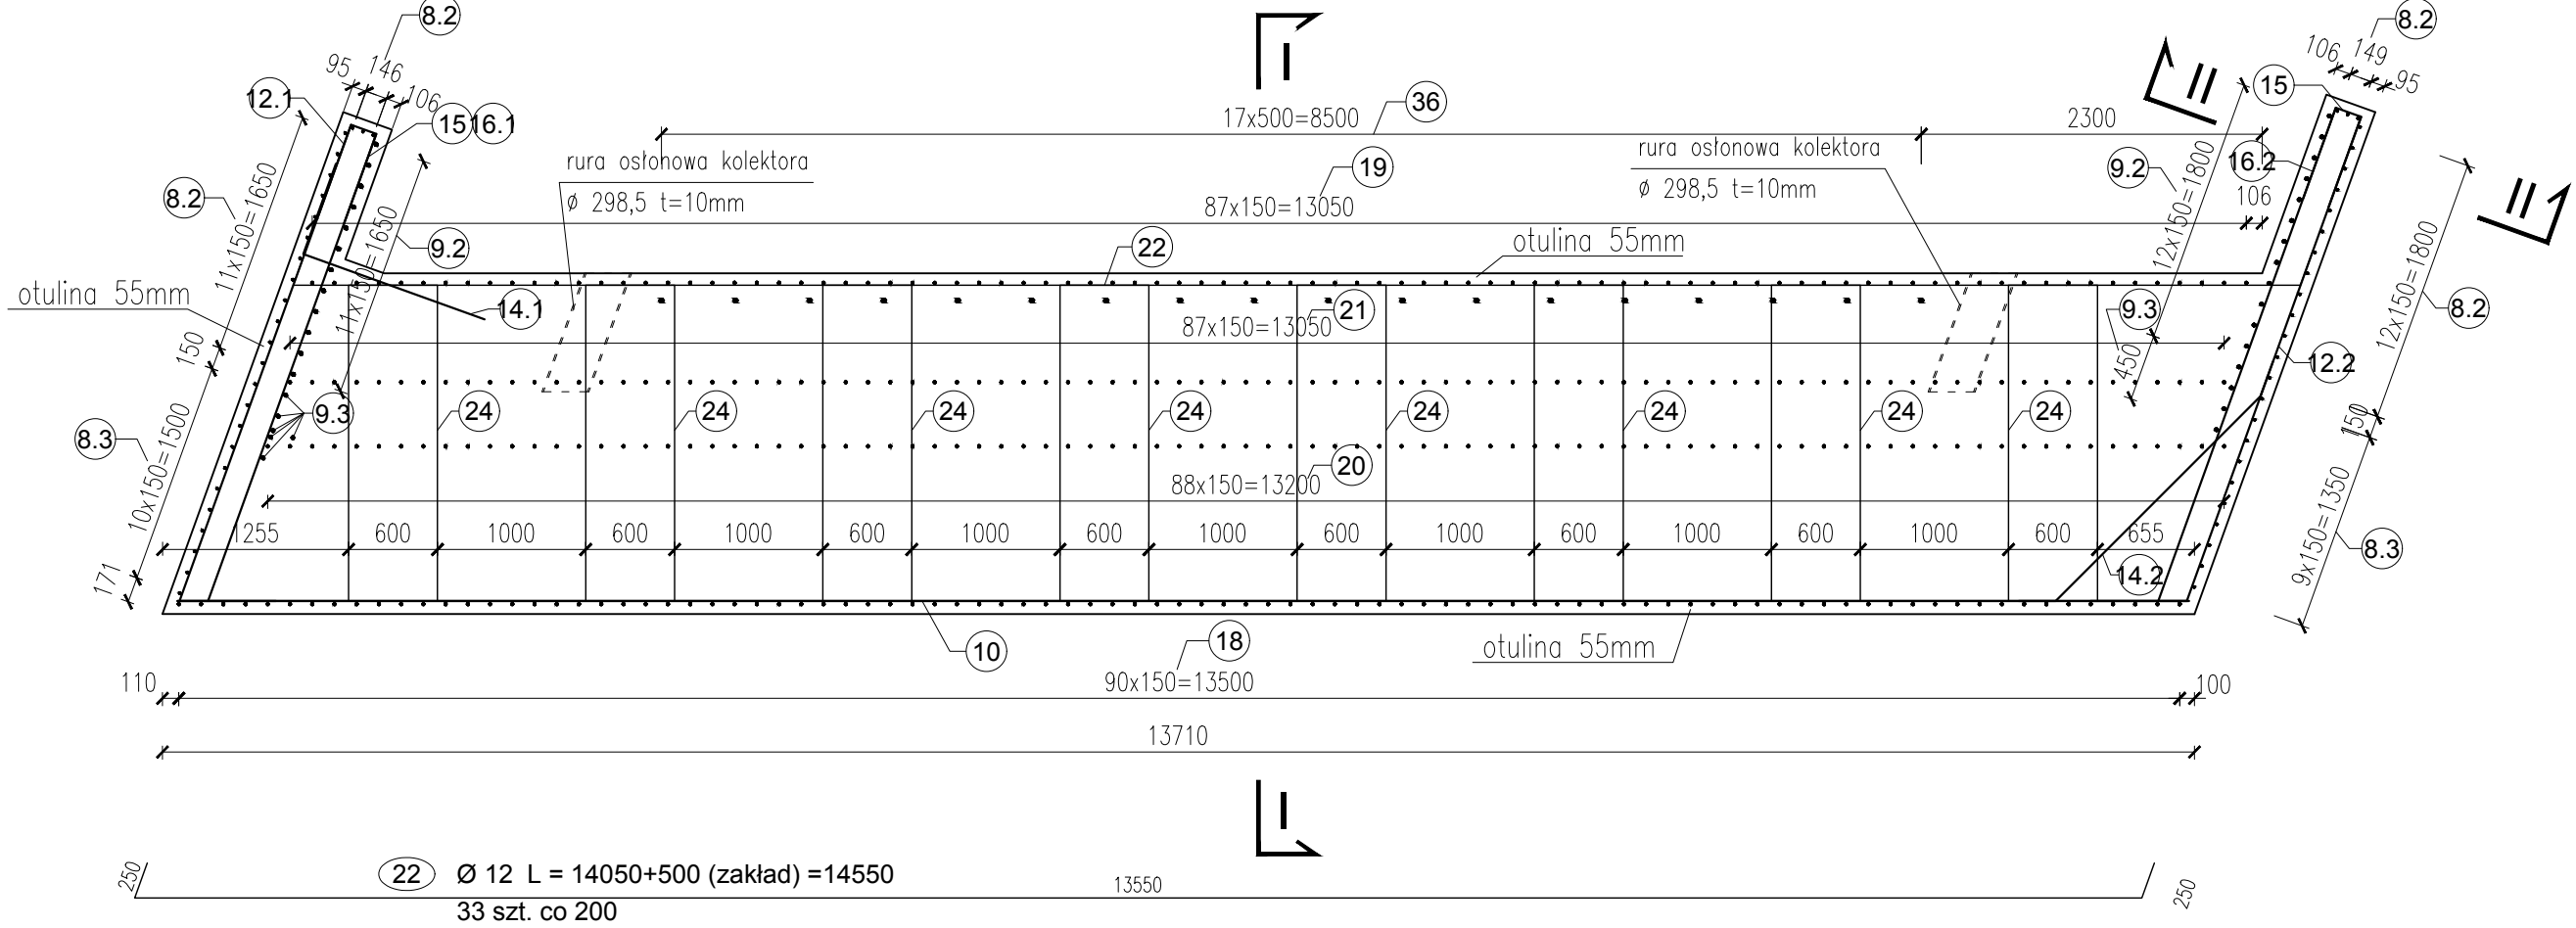 8.2
8.2
95 146 106
106 149 95
I
II
12.1
15 16.1
36
15
17x500=8500
2300
rura osłonowa kolektora
Ø 298,5 t=10mm
19
rura osłonowa kolektora
Ø 298,5 t=10mm
9.2
16.2
12x150=1800
106
8.2
11x150=1650
87x150=13050
II
9.2
11x150=1650
22
otulina 55mm
12x150=1800
8.2
otulina 55mm
14.1
21
87x150=13050
9.3
450
12.2
150
8.3
10x150=1500
9.3
24
24
24
24
24
24
24
24
150
20
88x150=13200
9x150=1350
8.3
171
1255 600 1000 600 1000 600 1000 600 1000 600 1000 600 1000 600 1000 600 655
14.2
10
18
otulina 55mm
110
90x150=13500
100
13710
I
250
22 Ø 12 L = 14050+500 (zakład) =14550
13550
250
33 szt. co 200